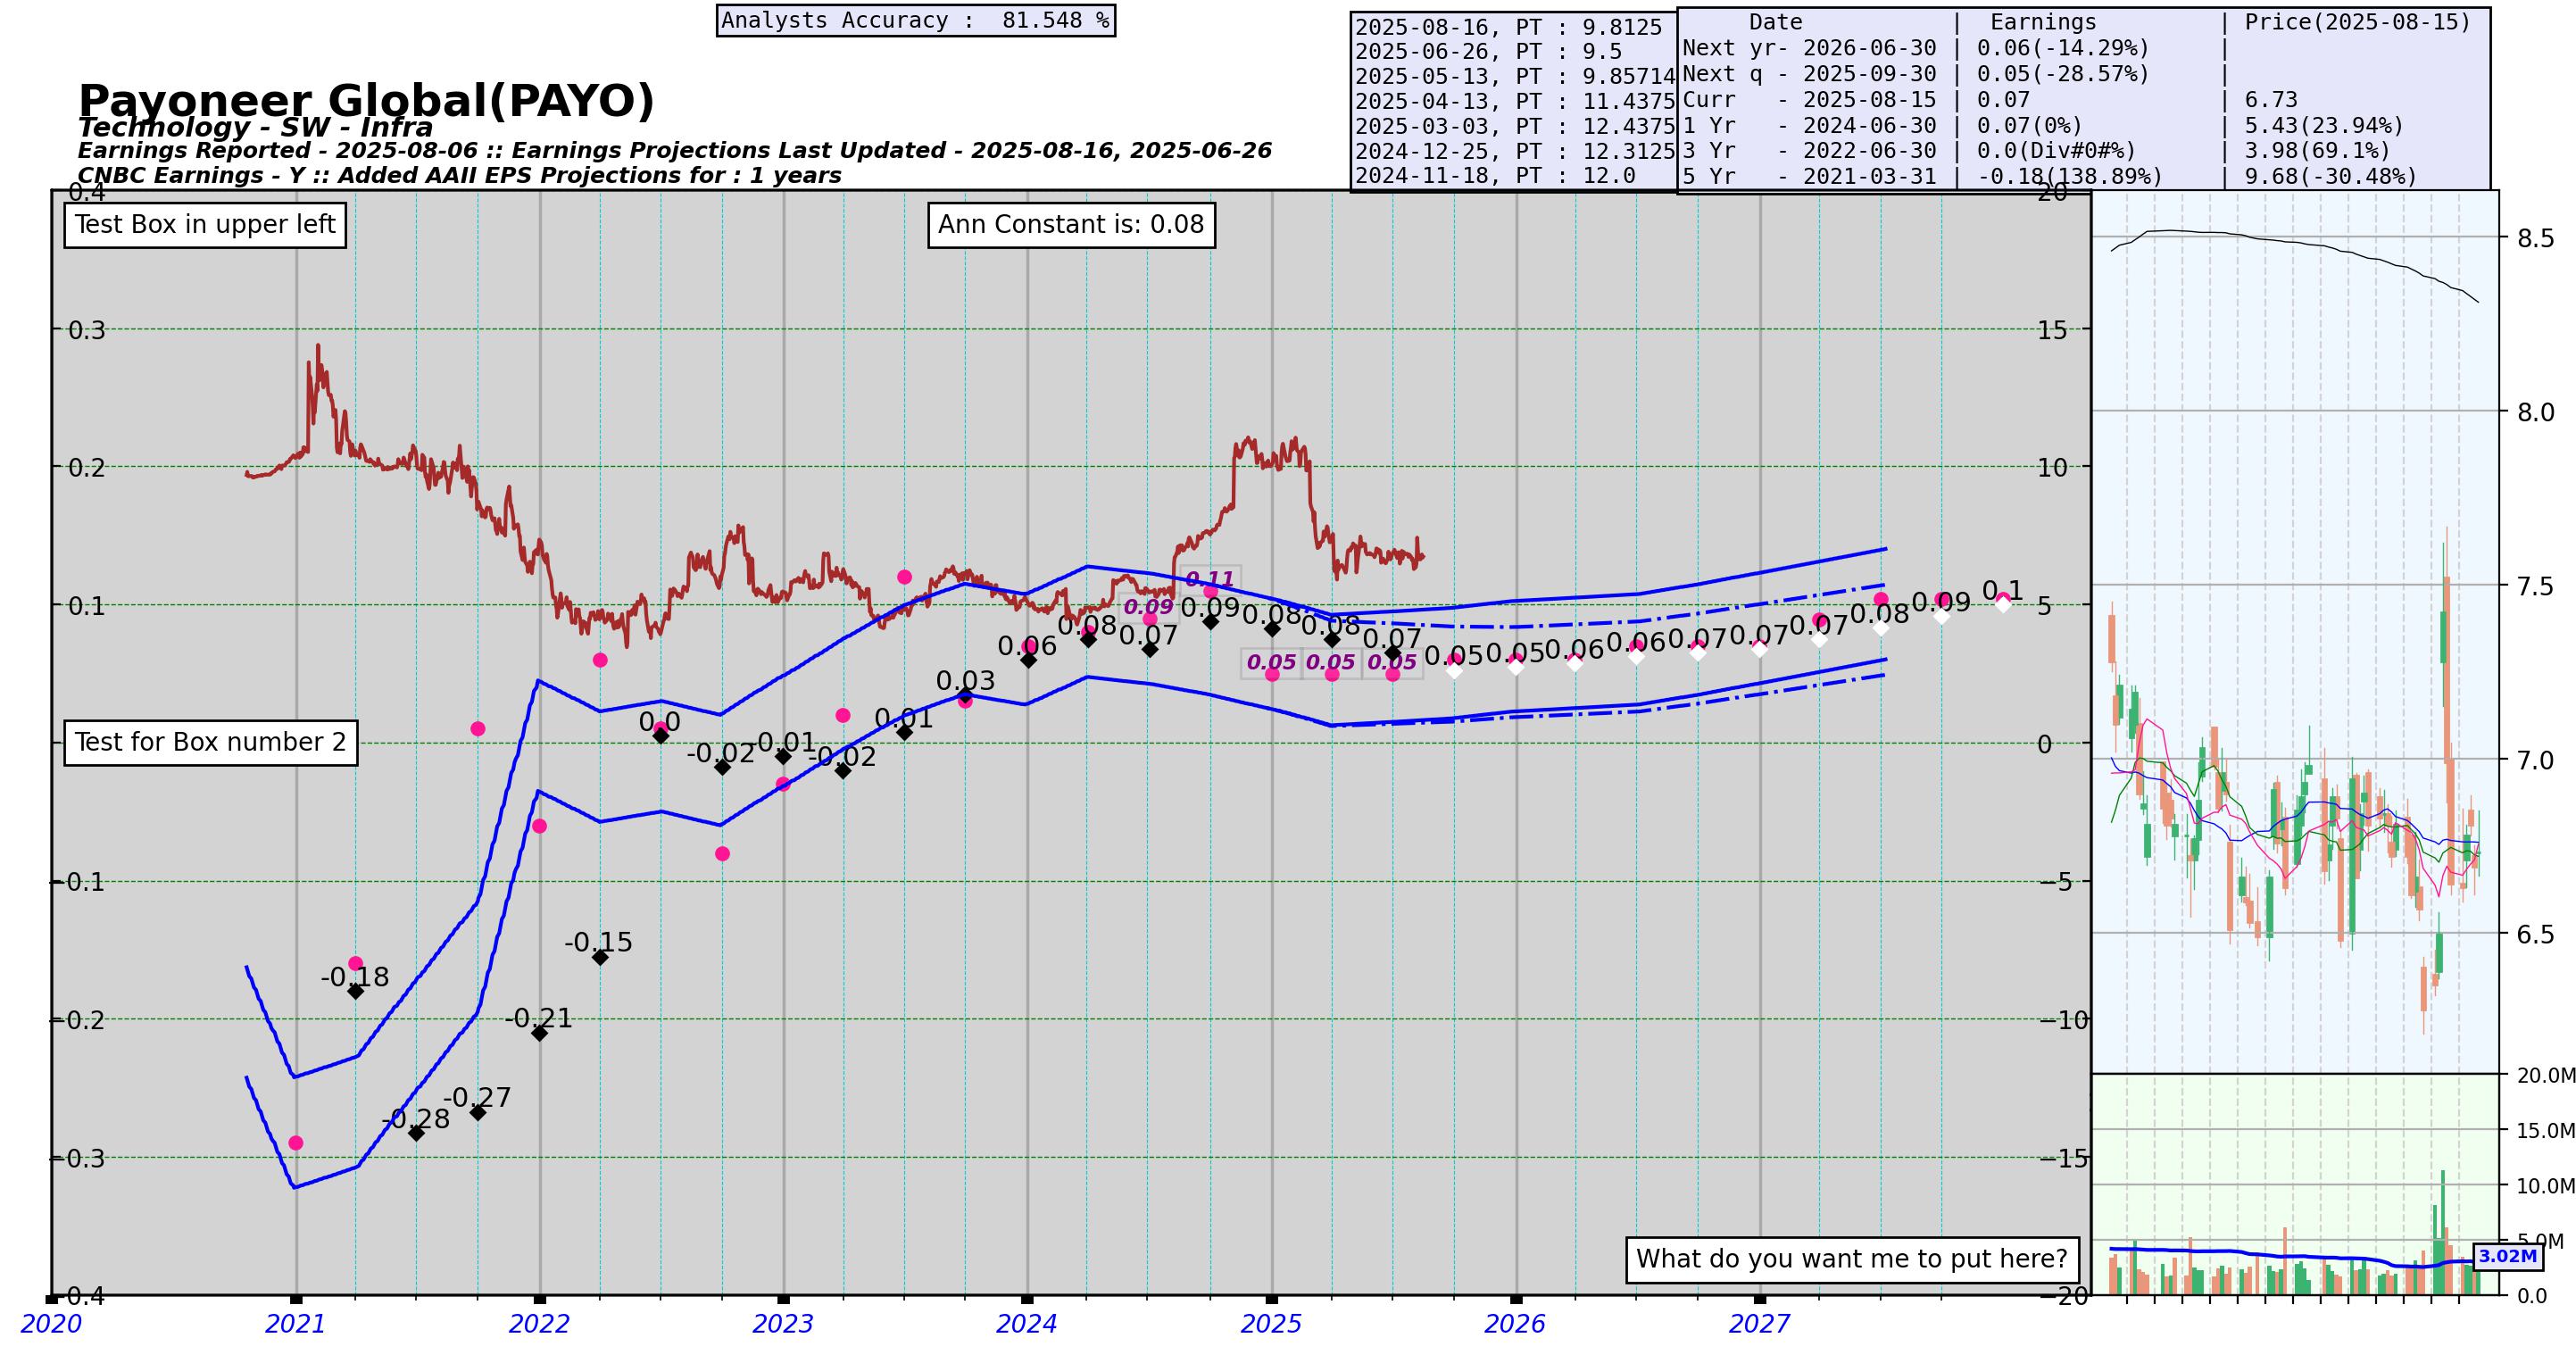 Analysts Accuracy :  81.548 %
2025-08-16, PT : 9.8125
2025-06-26, PT : 9.5
2025-05-13, PT : 9.85714
2025-04-13, PT : 11.4375
2025-03-03, PT : 12.4375
2024-12-25, PT : 12.3125
2024-11-18, PT : 12.0
Date | Earnings | Price(2025-08-15)
Next yr- 2026-06-30 | 0.06(-14.29%) |
Next q - 2025-09-30 | 0.05(-28.57%) |
Curr - 2025-08-15 | 0.07 | 6.73
1 Yr - 2024-06-30 | 0.07(0%) | 5.43(23.94%)
3 Yr - 2022-06-30 | 0.0(Div#0#%) | 3.98(69.1%)
5 Yr - 2021-03-31 | -0.18(138.89%) | 9.68(-30.48%)
Payoneer Global(PAYO)
Technology - SW - Infra
Earnings Reported - 2025-08-06 :: Earnings Projections Last Updated - 2025-08-16, 2025-06-26
CNBC Earnings - Y :: Added AAII EPS Projections for : 1 years
Test Box in upper left
Ann Constant is: 0.08
Test for Box number 2
What do you want me to put here?
0.4
0.3
0.2
0.1
−0.1
−0.2
−0.3
−0.4
-0.18
-0.28
-0.27
-0.21
-0.15
0.0
-0.02
-0.01
-0.02
0.01
0.03
0.06
0.08
0.07
0.09
0.08
0.08
0.07
0.05
0.05
0.06
0.06
0.07
0.07
0.07
0.08
0.09
0.1
0.09
0.11
0.05
0.05
0.05
20
15
10
5
0
−5
−10
−15
−20
8.5
8.0
7.5
7.0
6.5
20.0M
15.0M
10.0M
5.0M
3.02M
0.0
2020
2021
2022
2023
2024
2025
2026
2027